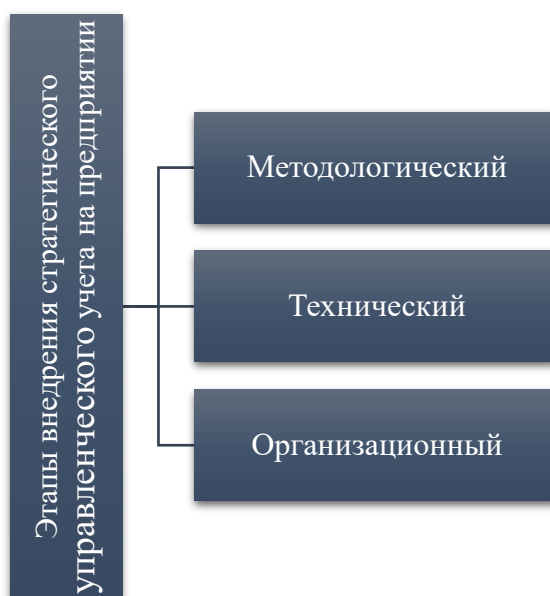 Этапы внедрения стратегического
управленческого учета на предприятии
Методологический
Технический
Организационный